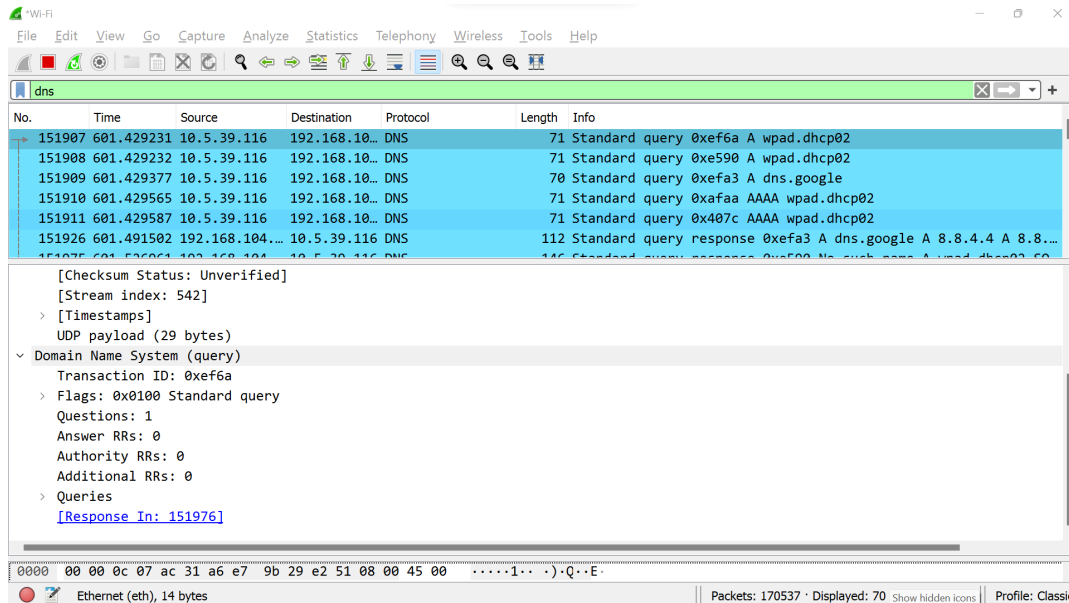 *Wi-Fi
File Edit View Go Capture Analyze Statistics Telephony Wireless Tools Help
dns
No. Time Source Destination Protocol Length Info
151907 601.429231 10.5.39.116 192.168.10… DNS 71 Standard query 0xef6a A wpad.dhcp02
151908 601.429232 10.5.39.116 192.168.10… DNS 71 Standard query 0xe590 A wpad.dhcp02
151909 601.429377 10.5.39.116 192.168.10… DNS 70 Standard query 0xefa3 A dns.google
151910 601.429565 10.5.39.116 192.168.10… DNS 71 Standard query 0xafaa AAAA wpad.dhcp02
151911 601.429587 10.5.39.116 192.168.10… DNS 71 Standard query 0x407c AAAA wpad.dhcp02
151926 601.491502 192.168.104.… 10.5.39.116 DNS 112 Standard query response 0xefa3 A dns.google A 8.8.4.4 A 8.8.…
[Checksum Status: Unverified]
[Stream index: 542]
[Timestamps]
UDP payload (29 bytes)
Domain Name System (query)
Transaction ID: 0xef6a
Flags: 0x0100 Standard query
Questions: 1
Answer RRs: 0
Authority RRs: 0
Additional RRs: 0
Queries
[Response In: 151976]
0000 00 00 0c 07 ac 31 a6 e7 9b 29 e2 51 08 00 45 00 ·····1·· ·)·Q··E·
Ethernet (eth), 14 bytes Packets: 170537 · Displayed: 70 Show hidden icons Profile: Classi